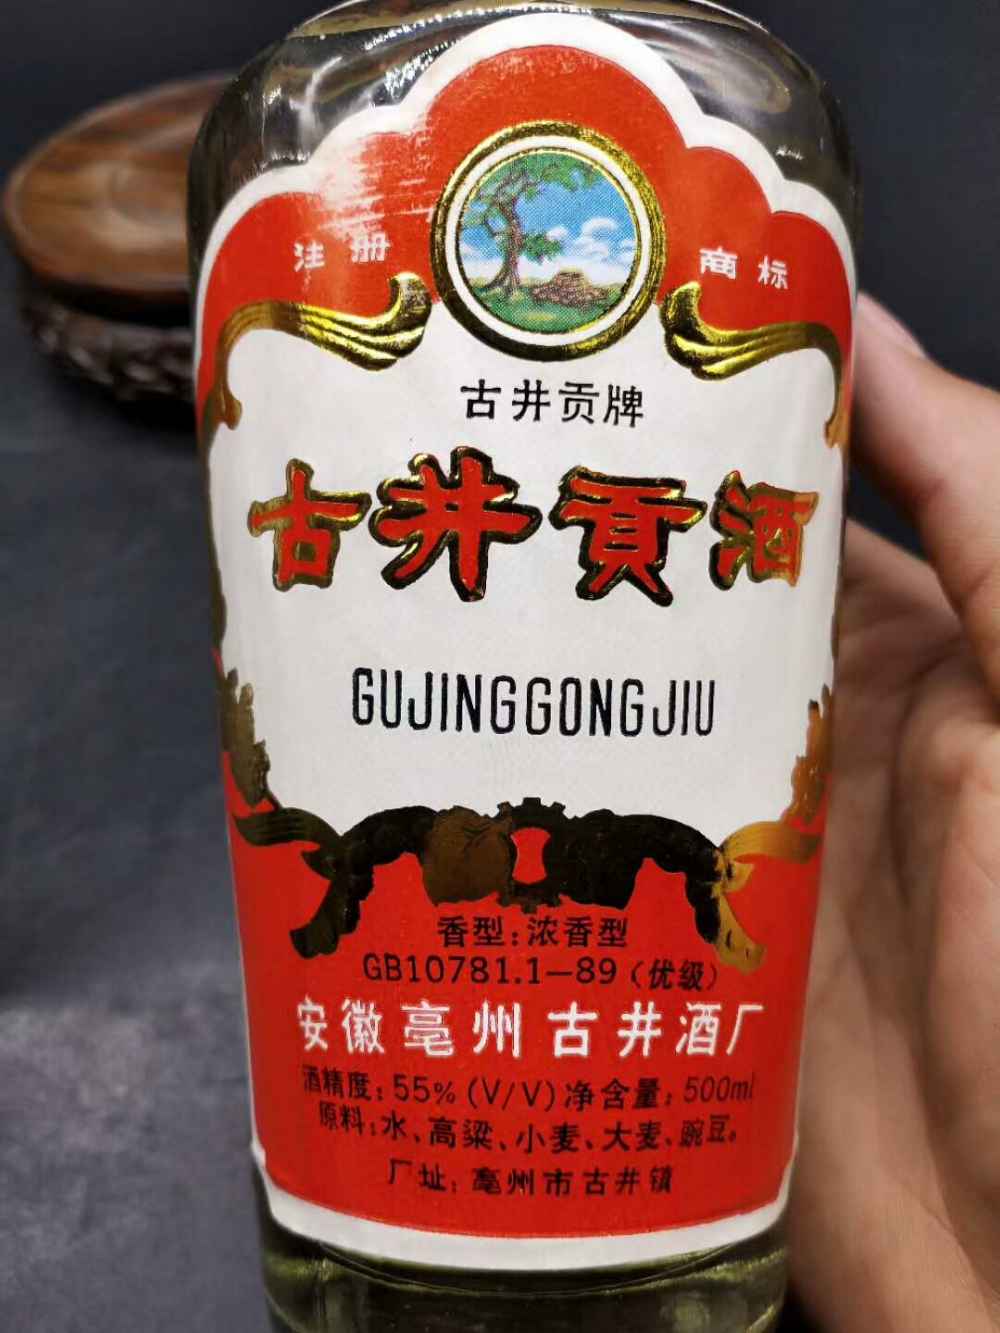 注册 商标
古井贡牌
古井贡酒
GUJINGGONGJIU
香型：浓香型
GB10781.1—89（优级）
安徽亳州古井酒厂
酒精度：55%(V/V)净含量：500ml
原料：水、高粱、小麦、大麦、豌豆。
厂址：亳州市古井镇